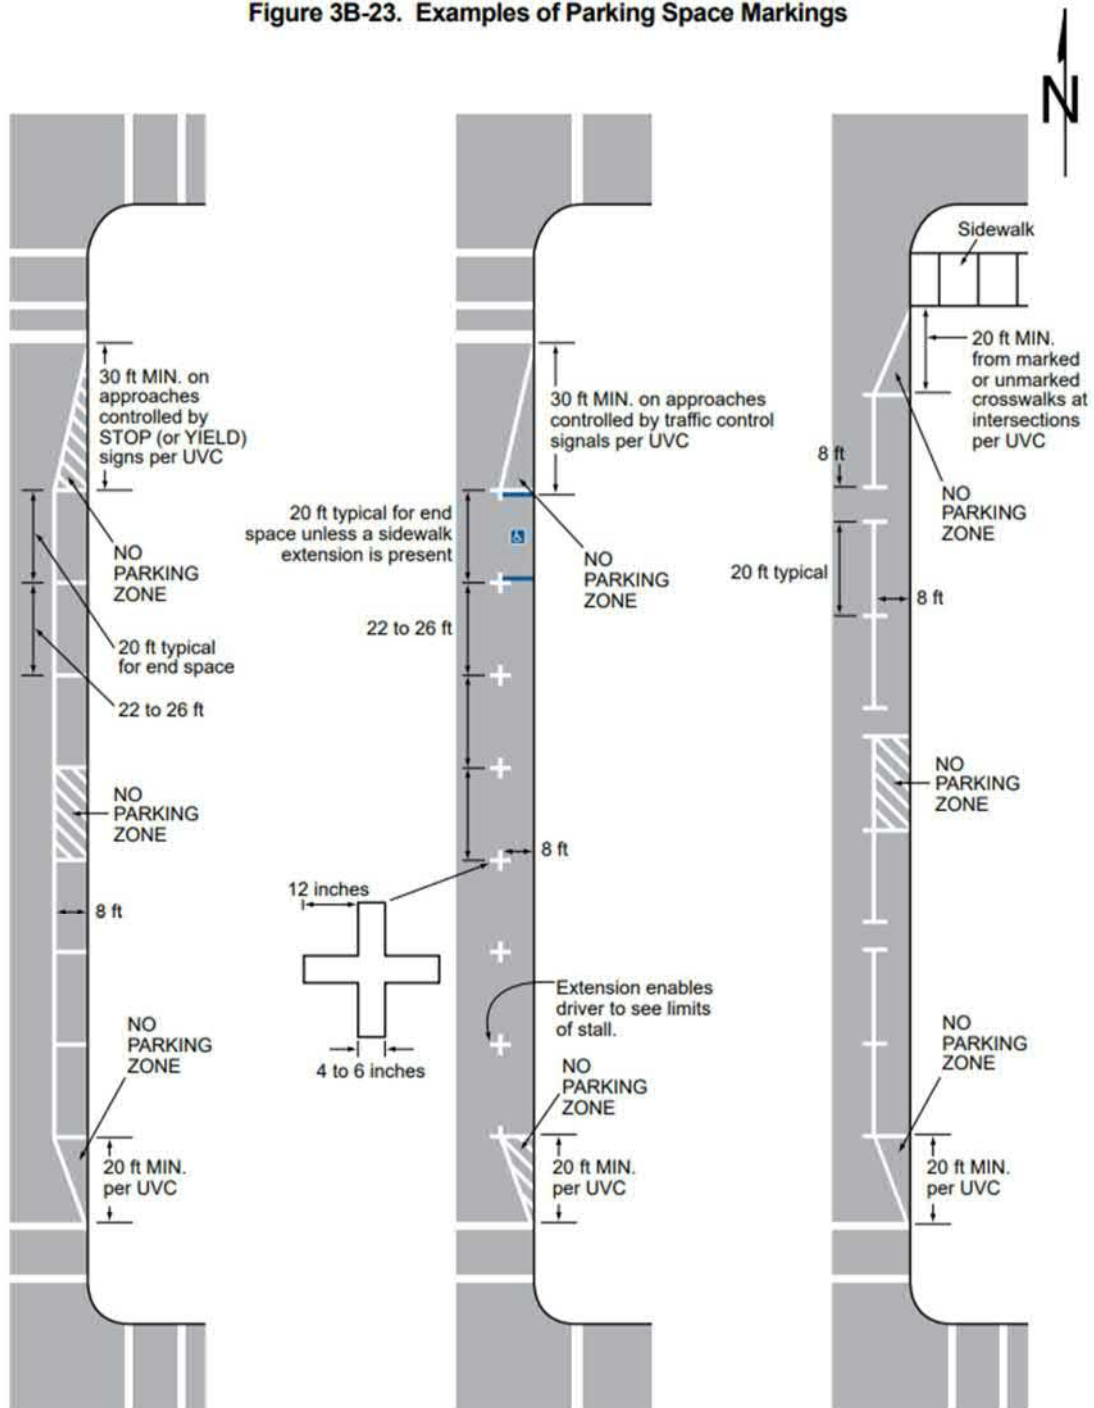 Figure 3B-23. Examples of Parking Space Markings
N
30 ft MIN. on
approaches
controlled by
STOP (or YIELD)
signs per UVC
NO
PARKING
ZONE
20 ft typical
for end space
22 to 26 ft
NO
PARKING
ZONE
8 ft
NO
PARKING
ZONE
20 ft MIN.
per UVC
30 ft MIN. on approaches
controlled by traffic control
signals per UVC
20 ft typical for end
space unless a sidewalk
extension is present
NO
PARKING
ZONE
22 to 26 ft
8 ft
12 inches
4 to 6 inches
Extension enables
driver to see limits
of stall.
NO
PARKING
ZONE
20 ft MIN.
per UVC
Sidewalk
20 ft MIN.
from marked
or unmarked
crosswalks at
intersections
per UVC
8 ft
NO
PARKING
ZONE
20 ft typical
8 ft
NO
PARKING
ZONE
NO
PARKING
ZONE
20 ft MIN.
per UVC